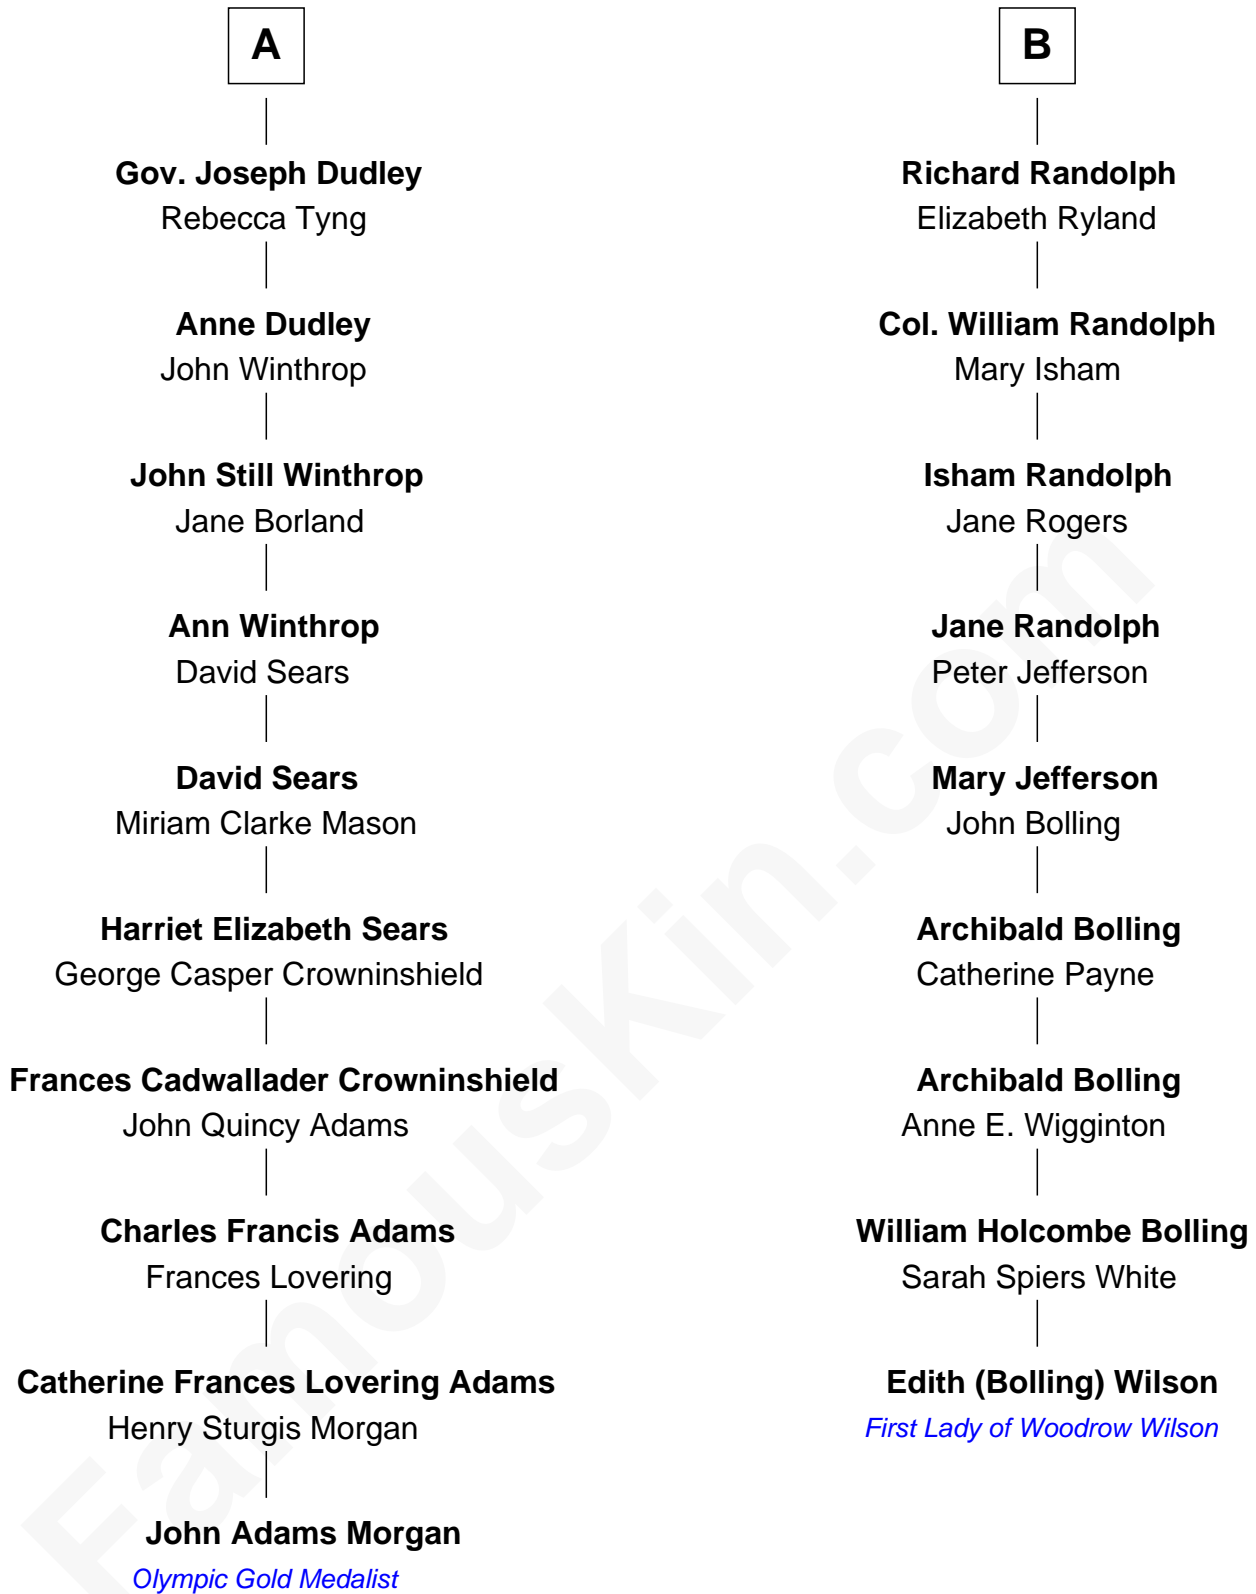 A
Gov. Joseph Dudley
Rebecca Tyng
Anne Dudley
John Winthrop
John Still Winthrop
Jane Borland
Ann Winthrop
David Sears
David Sears
Miriam Clarke Mason
Harriet Elizabeth Sears
George Casper Crowninshield
Frances Cadwallader Crowninshield
John Quincy Adams
Charles Francis Adams
Frances Lovering
Catherine Frances Lovering Adams
Henry Sturgis Morgan
John Adams Morgan
Olympic Gold Medalist
B
Richard Randolph
Elizabeth Ryland
Col. William Randolph
Mary Isham
Isham Randolph
Jane Rogers
Jane Randolph
Peter Jefferson
Mary Jefferson
John Bolling
Archibald Bolling
Catherine Payne
Archibald Bolling
Anne E. Wigginton
William Holcombe Bolling
Sarah Spiers White
Edith (Bolling) Wilson
First Lady of Woodrow Wilson
FamousKin.com